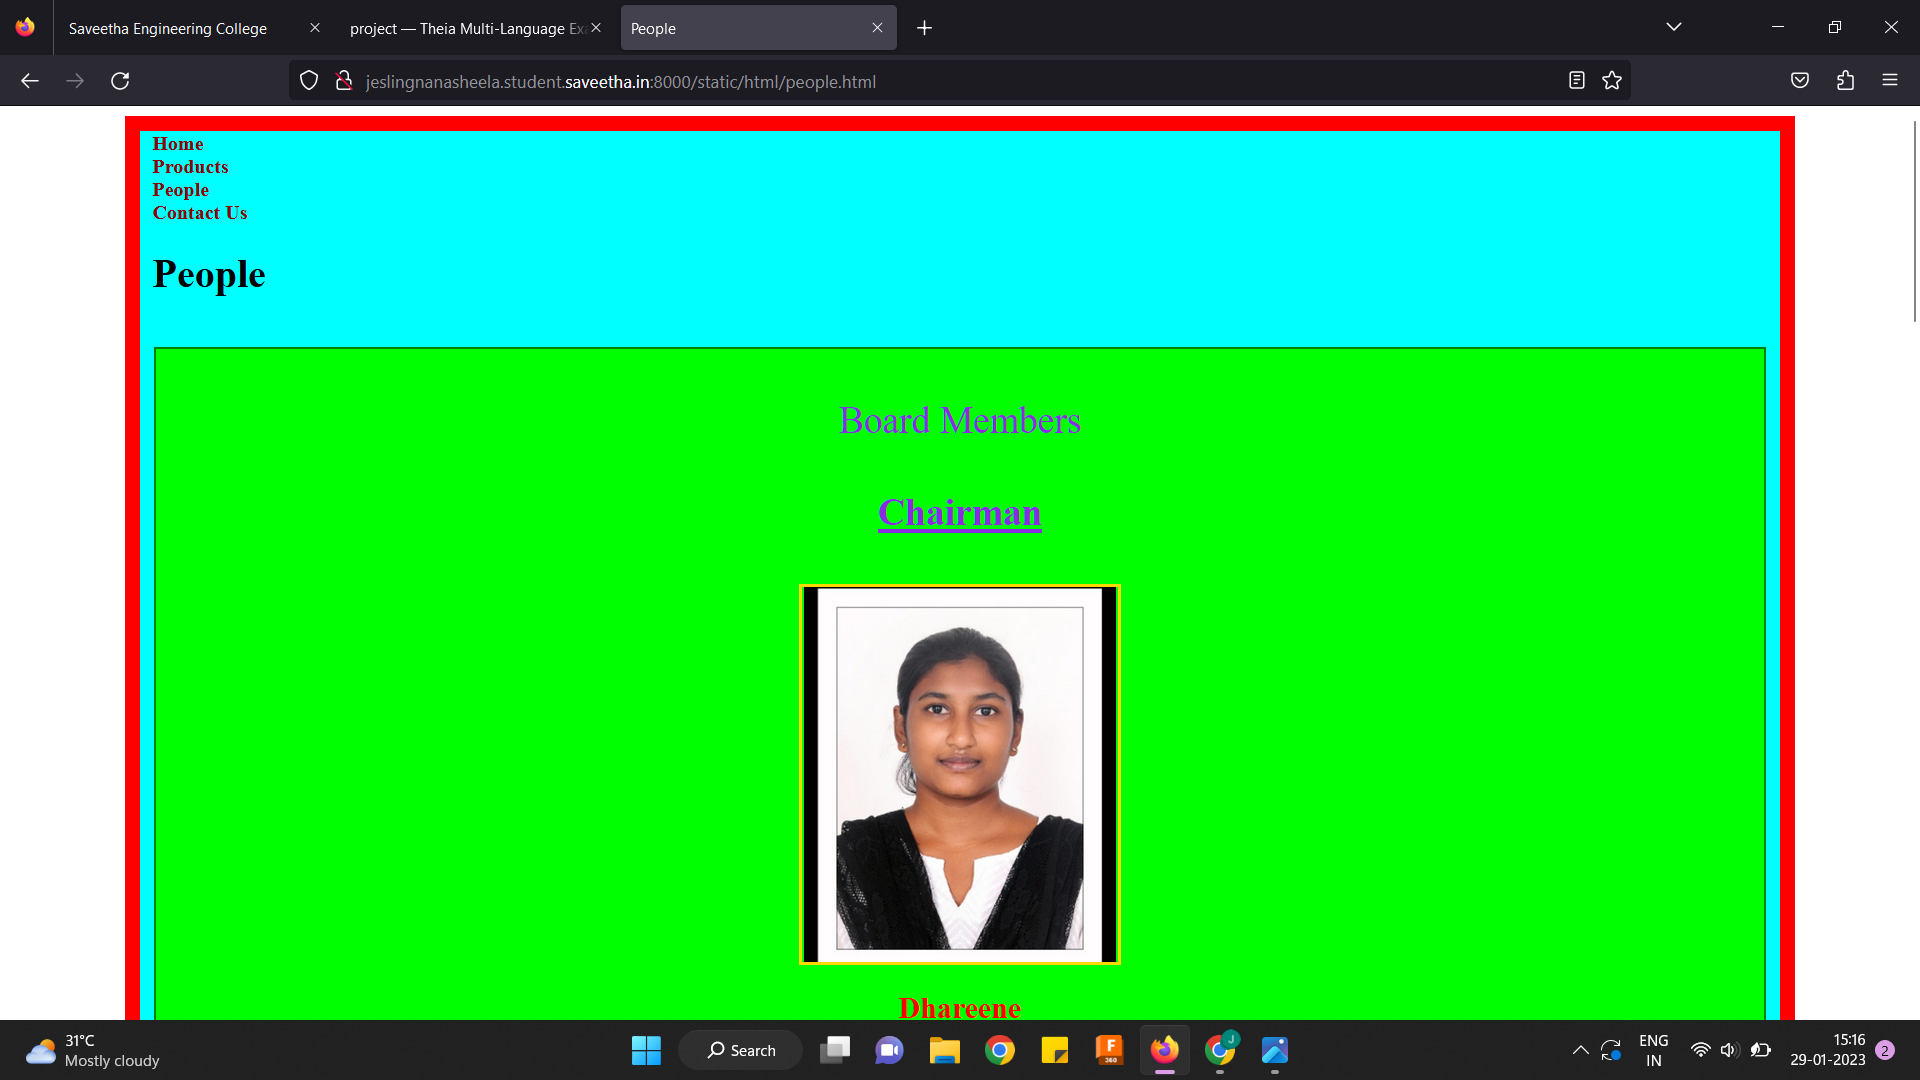 Saveetha Engineering College
project — Theia Multi-Language Ex
People
jeslingnanasheela.student.saveetha.in:8000/static/html/people.html
Home
Products
People
Contact Us
People
Board Members
Chairman
Dhareene
31°C
Mostly cloudy
Search
F
360
J
ENG
IN
15:16
29-01-2023
2